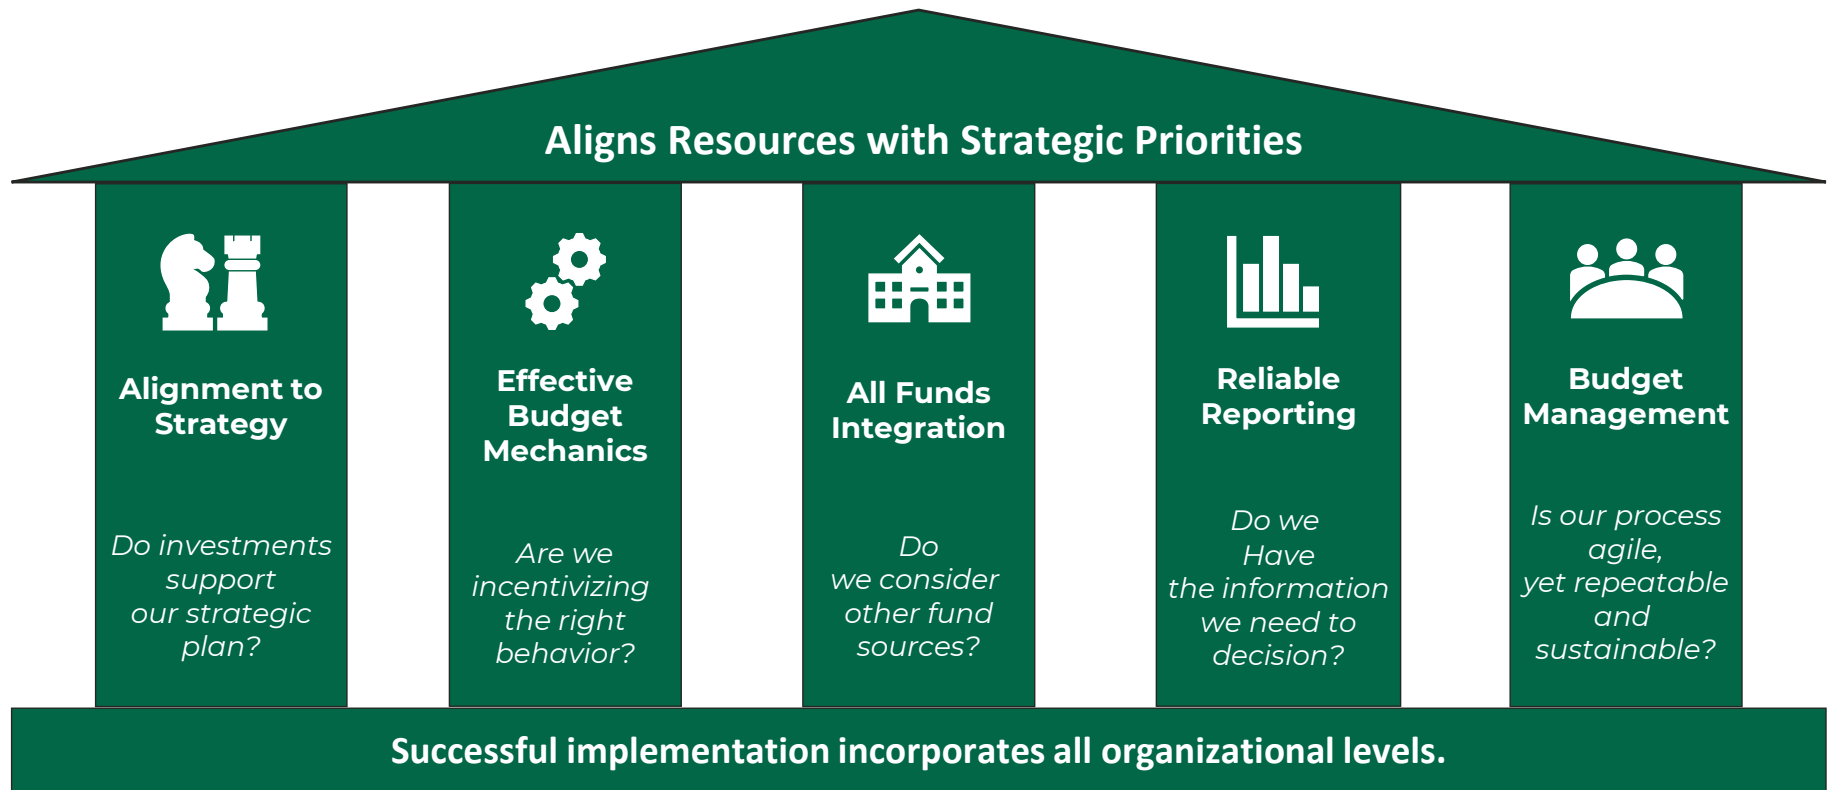 Aligns Resources with Strategic Priorities
Alignment to
Strategy
Do investments
support
our strategic
plan?
Effective
Budget
Mechanics
Are we
incentivizing
the right
behavior?
All Funds
Integration
Do
we consider
other fund
sources?
Reliable
Reporting
Do we
Have
the information
we need to
decision?
Budget
Management
Is our process
agile,
yet repeatable
and
sustainable?
Successful implementation incorporates all organizational levels.